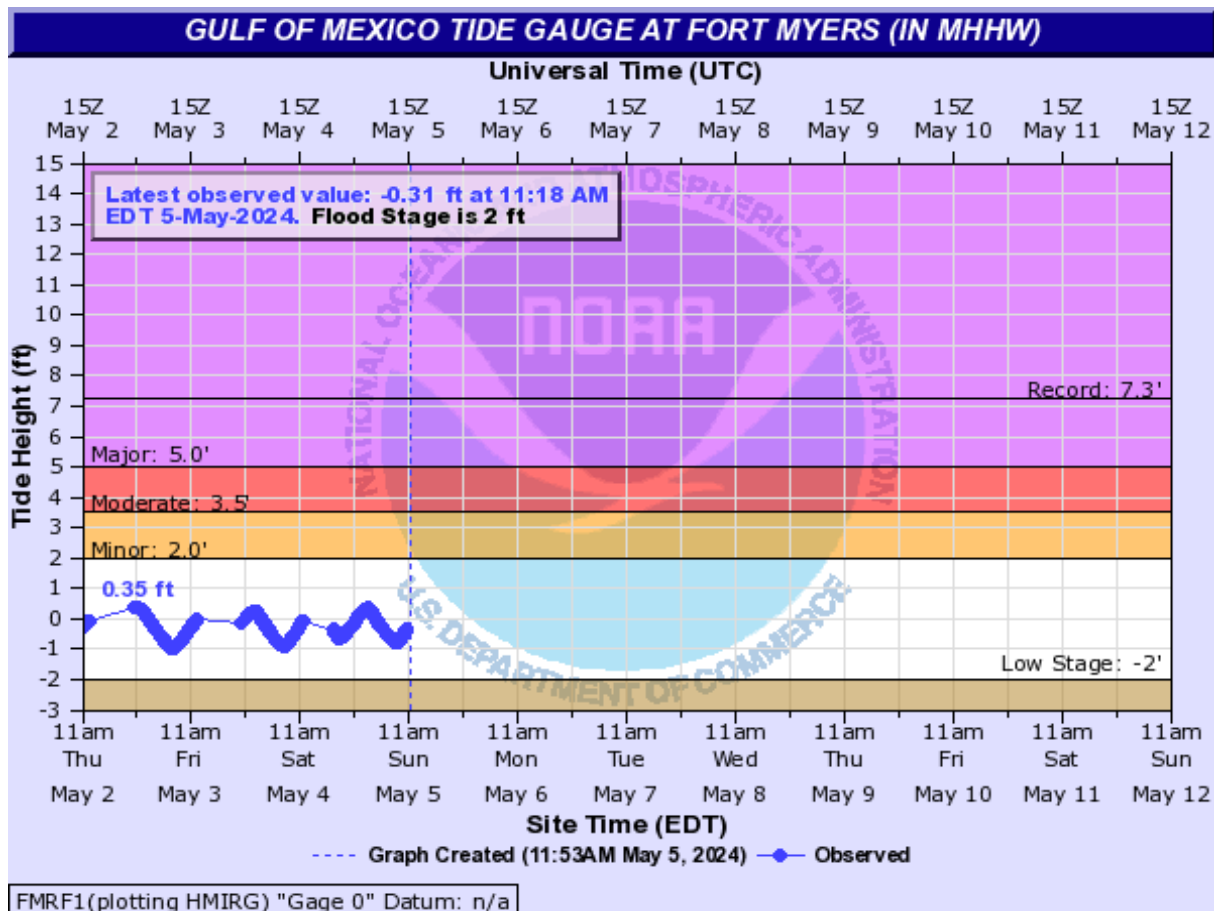 GULF OF MEXICO TIDE GAUGE AT FORT MYERS (IN MHHW)
Universal Time (UTC)
15Z 15Z 15Z 15Z 15Z 15Z 15Z 15Z 15Z 15Z 15Z
May 2 May 3 May 4 May 5 May 6 May 7 May 8 May 9 May 10 May 11 May 12
Latest observed value: -0.31 ft at 11:18 AM
EDT 5-May-2024. Flood Stage is 2 ft
NATIONAL OCEANIC AND ATMOSPHERIC ADMINISTRATION
NOAA
U.S. DEPARTMENT OF COMMERCE
Tide Height (ft)
15
14
13
12
11
10
9
8
7
6
5
4
3
2
1
0
-1
-2
-3
Record: 7.3'
Major: 5.0'
Moderate: 3.5'
Minor: 2.0'
0.35 ft
Low Stage: -2'
11am 11am 11am 11am 11am 11am 11am 11am 11am 11am 11am
Thu Fri Sat Sun Mon Tue Wed Thu Fri Sat Sun
May 2 May 3 May 4 May 5 May 6 May 7 May 8 May 9 May 10 May 11 May 12
Site Time (EDT)
Graph Created (11:53AM May 5, 2024) Observed
FMRF1(plotting HMIRG) "Gage 0" Datum: n/a